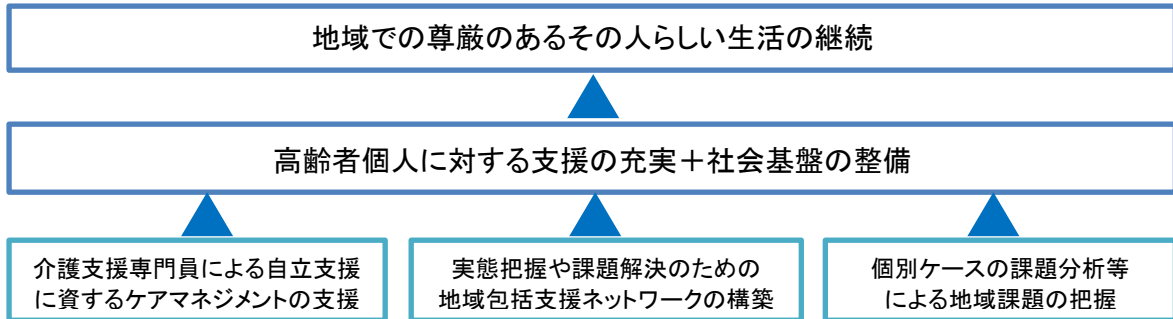 地域での尊厳のあるその人らしい生活の継続
高齢者個人に対する支援の充実＋社会基盤の整備
介護支援専門員による自立支援
に資するケアマネジメントの支援
実態把握や課題解決のための
地域包括支援ネットワークの構築
個別ケースの課題分析等
による地域課題の把握